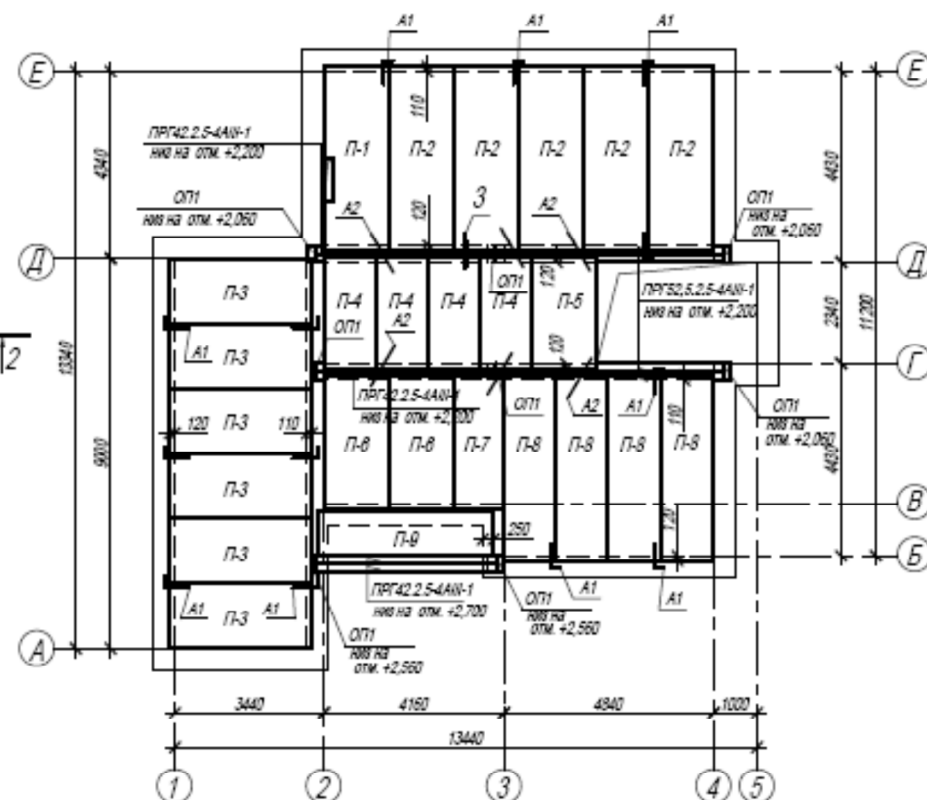 А1
А1
А1
Е
Е
110
ПРГ42.2.5-4АIII-1
низ на отм. +2,200
4340
П-1
П-2
П-2
П-2
П-2
П-2
4430
ОП1
низ на отм. +2,060
А2
120
3
А2
ОП1
низ на
отм. +2,060
Д
Д
П-3
ОП1
120
ПРГ52,5.2.5-4АIII-1
низ на отм. +2,200
П-4
П-4
П-4
П-4
П-5
2340
11200
2
13340
А1
П-3
ОП1
А2
120
Г
ПРГ42.2.5-4АIII-1
низ на отм. +2,200
ОП1
А2
А1
110
ОП1
низ на
отм. +2,060
120
П-3
110
9000
П-6
П-6
П-7
П-8
П-8
П-8
П-8
4430
П-3
В
П-9
250
120
Б
П-3
ПРГ42.2.5-4АIII-1
низ на отм. +2,700
ОП1
низ на
отм. +2,560
А1
А1
А1
П-3
А1
ОП1
низ на
отм. +2,560
А
3440
4160
4840
1000
13440
1
2
3
4
5